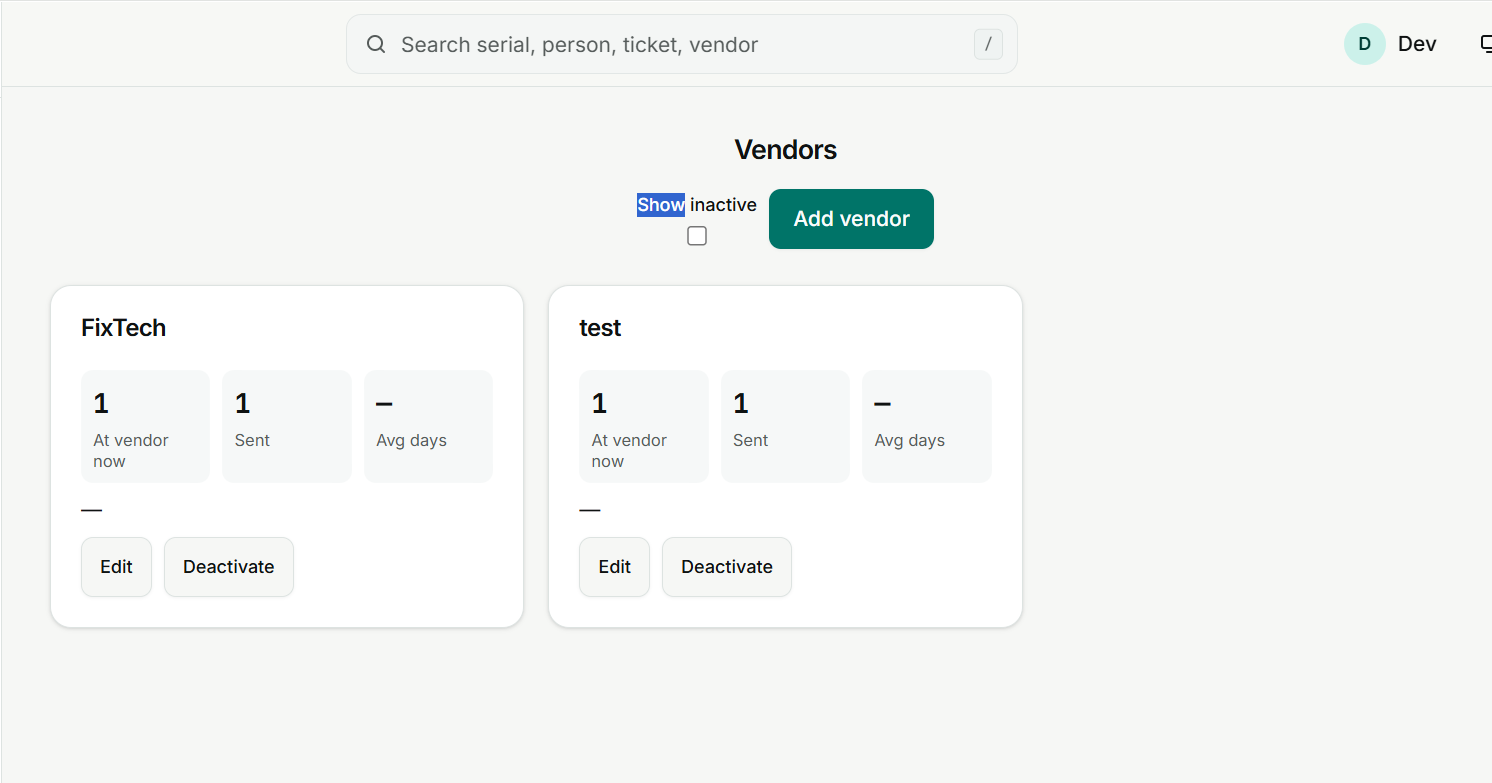 Search serial, person, ticket, vendor
/
D
Dev
Vendors
Show inactive
Add vendor
FixTech
1
At vendor
now
1
Sent
–
Avg days
—
Edit
Deactivate
test
1
At vendor
now
1
Sent
–
Avg days
—
Edit
Deactivate